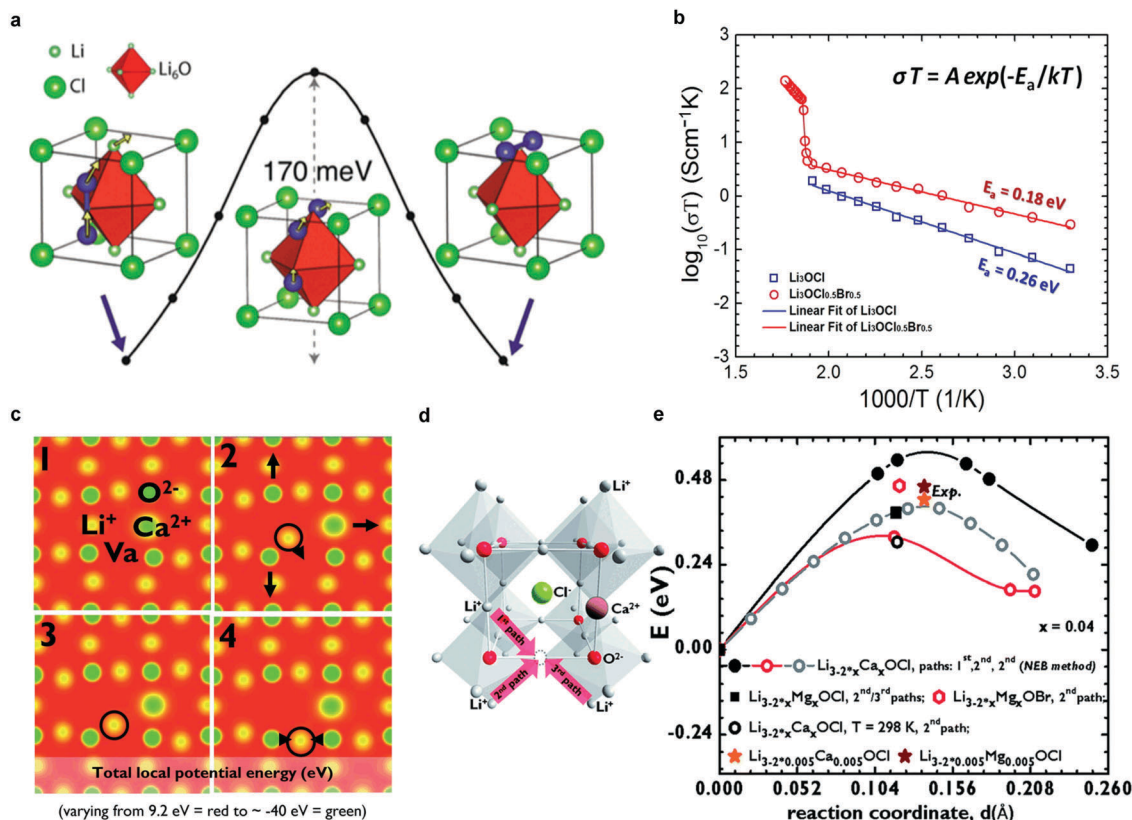 a
Li
Cl
Li₆O
170 meV
b
σT = A exp(-Eₐ/kT)
log₁₀(σT) (Scm⁻¹K)
3
2
1
0
-1
-2
-3
Eₐ = 0.18 eV
Eₐ = 0.26 eV
Li₃OCl
Li₃OCl₀.₅Br₀.₅
Linear Fit of Li₃OCl
Linear Fit of Li₃OCl₀.₅Br₀.₅
1.5 2.0 2.5 3.0 3.5
1000/T (1/K)
c
1
2
O²⁻
Li⁺ Ca²⁺
Va
3
4
Total local potential energy (eV)
(varying from 9.2 eV = red to ~ -40 eV = green)
d
Li⁺
Cl⁻
Li⁺
Ca²⁺
1ˢᵗ path
O²⁻
2ⁿᵈ path
3ʳᵈ path
Li⁺
Li⁺
e
E (eV)
0.48
0.24
0.00
-0.24
Exp.
x = 0.04
Li₃₋₂*ₓCaₓOCl, paths: 1ˢᵗ,2ⁿᵈ, 2ⁿᵈ (NEB method)
Li₃₋₂*ₓMgₓOCl, 2ⁿᵈ/3ʳᵈ paths; Li₃₋₂*ₓMgₓOBr, 2ⁿᵈ path;
Li₃₋₂*ₓCaₓOCl, T = 298 K, 2ⁿᵈ path;
Li₃₋₂*₀.₀₀₅Ca₀.₀₀₅OCl Li₃₋₂*₀.₀₀₅Mg₀.₀₀₅OCl
0.000 0.052 0.104 0.156 0.208 0.260
reaction coordinate, d(Å)